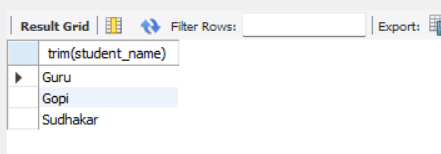 Result Grid Filter Rows: Export:
trim(student_name)
Guru
Gopi
Sudhakar